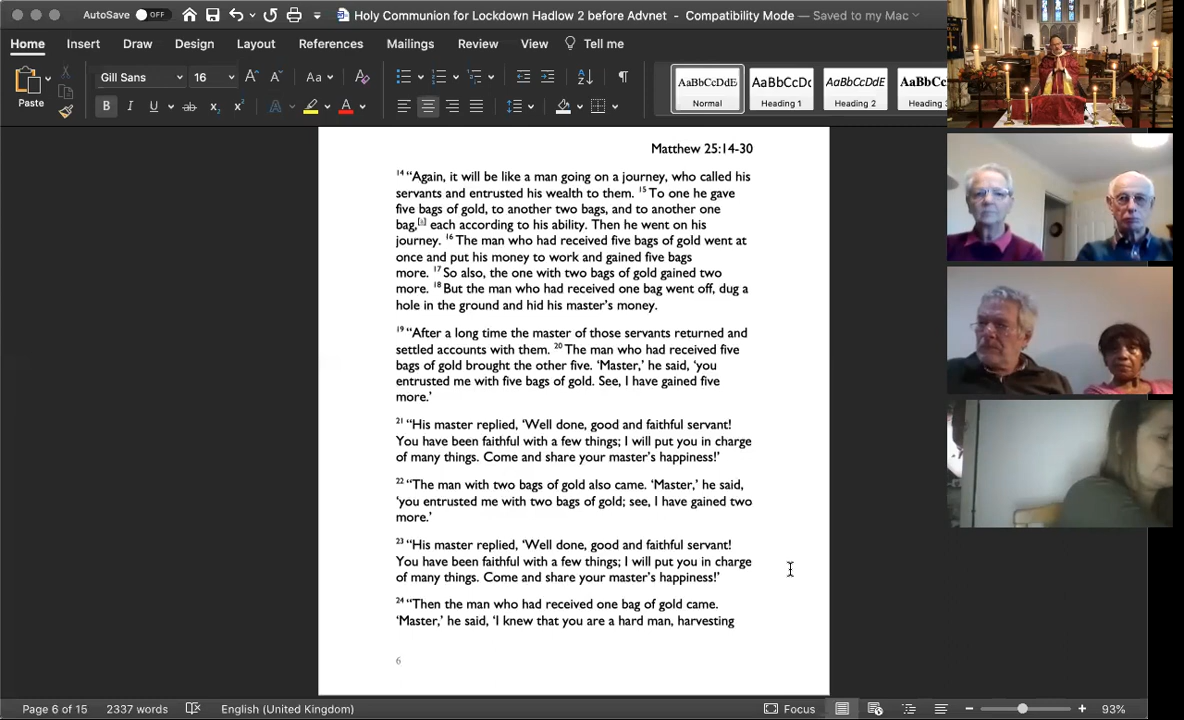 AutoSave OFF Holy Communion for Lockdown Hadlow 2 before Advnet - Compatibility Mode — Saved to my Mac
Home Insert Draw Design Layout References Mailings Review View Tell me
Paste Gill Sans 16 A A Aa A AaBbCcDdE AaBbCcDc AaBbCcDdE AaBbCc
B I U ab x2 x2 A A Normal Heading 1 Heading 2 Heading
Matthew 25:14-30
14 “Again, it will be like a man going on a journey, who called his
servants and entrusted his wealth to them. 15 To one he gave
five bags of gold, to another two bags, and to another one
bag,[a] each according to his ability. Then he went on his
journey. 16 The man who had received five bags of gold went at
once and put his money to work and gained five bags
more. 17 So also, the one with two bags of gold gained two
more. 18 But the man who had received one bag went off, dug a
hole in the ground and hid his master’s money.
19 “After a long time the master of those servants returned and
settled accounts with them. 20 The man who had received five
bags of gold brought the other five. ‘Master,’ he said, ‘you
entrusted me with five bags of gold. See, I have gained five
more.’
21 “His master replied, ‘Well done, good and faithful servant!
You have been faithful with a few things; I will put you in charge
of many things. Come and share your master’s happiness!’
22 “The man with two bags of gold also came. ‘Master,’ he said,
‘you entrusted me with two bags of gold; see, I have gained two
more.’
23 “His master replied, ‘Well done, good and faithful servant!
You have been faithful with a few things; I will put you in charge
of many things. Come and share your master’s happiness!’
24 “Then the man who had received one bag of gold came.
‘Master,’ he said, ‘I knew that you are a hard man, harvesting
6
Page 6 of 15 2337 words English (United Kingdom) Focus 93%